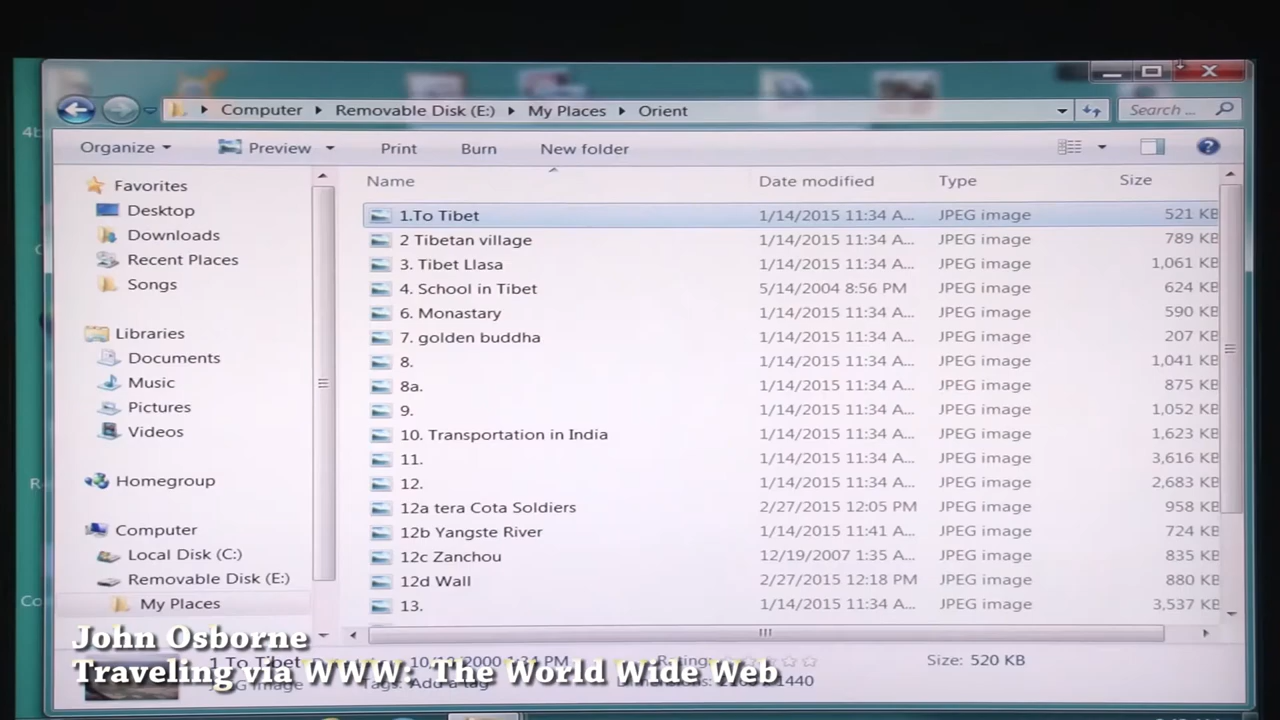 Computer ▸ Removable Disk (E:) ▸ My Places ▸ Orient Search ...
Organize Preview Print Burn New folder
Name Date modified Type Size
Favorites
Desktop
Downloads
Recent Places
Songs
Libraries
Documents
Music
Pictures
Videos
Homegroup
Computer
Local Disk (C:)
Removable Disk (E:)
My Places
1.To Tibet 1/14/2015 11:34 A... JPEG image 521 KB
2 Tibetan village 1/14/2015 11:34 A... JPEG image 789 KB
3. Tibet Llasa 1/14/2015 11:34 A... JPEG image 1,061 KB
4. School in Tibet 5/14/2004 8:56 PM JPEG image 624 KB
6. Monastary 1/14/2015 11:34 A... JPEG image 590 KB
7. golden buddha 1/14/2015 11:34 A... JPEG image 207 KB
8. 1/14/2015 11:34 A... JPEG image 1,041 KB
8a. 1/14/2015 11:34 A... JPEG image 875 KB
9. 1/14/2015 11:34 A... JPEG image 1,052 KB
10. Transportation in India 1/14/2015 11:34 A... JPEG image 1,623 KB
11. 1/14/2015 11:34 A... JPEG image 3,616 KB
12. 1/14/2015 11:34 A... JPEG image 2,683 KB
12a tera Cota Soldiers 2/27/2015 12:05 PM JPEG image 958 KB
12b Yangste River 1/14/2015 11:41 A... JPEG image 724 KB
12c Zanchou 12/19/2007 1:35 A... JPEG image 835 KB
12d Wall 2/27/2015 12:18 PM JPEG image 880 KB
13. 1/14/2015 11:34 A... JPEG image 3,537 KB
John Osborne
Traveling via WWW: The World Wide Web
1.To Tibet Rating: Size: 520 KB
JPEG image Tags: Add a tag